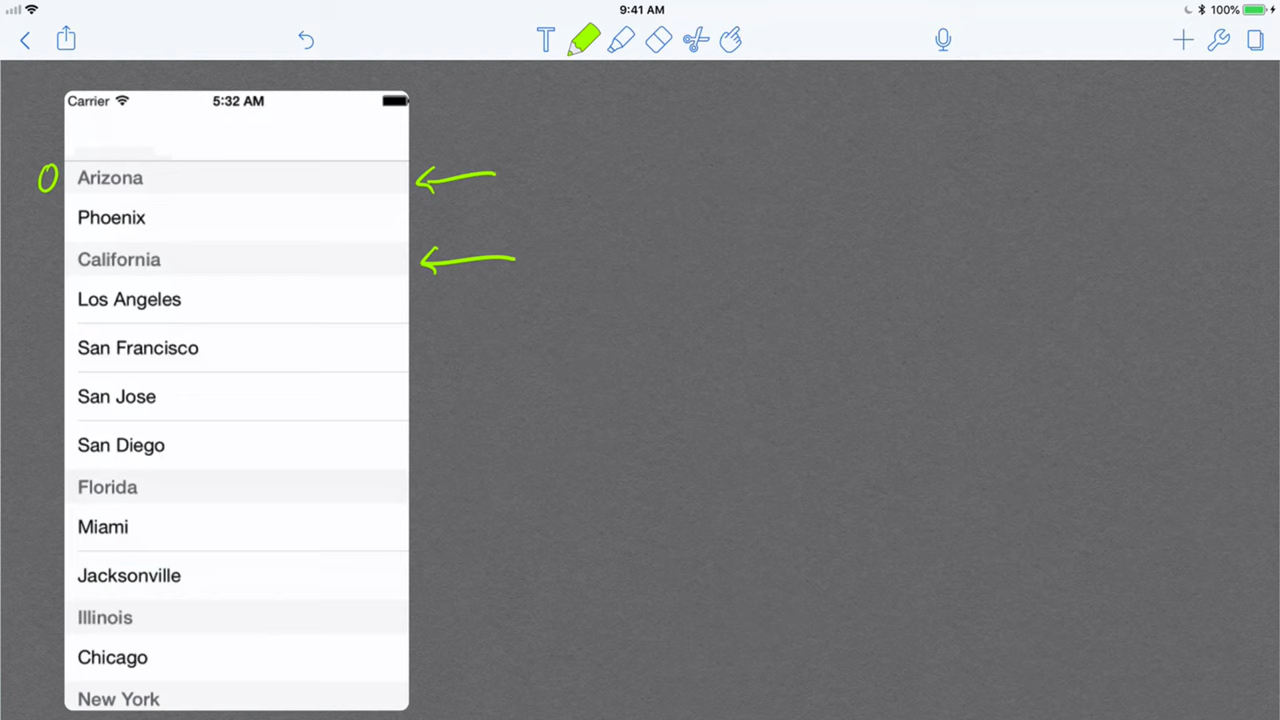 9:41 AM
100%
T
Carrier
5:32 AM
0
Arizona
Phoenix
California
Los Angeles
San Francisco
San Jose
San Diego
Florida
Miami
Jacksonville
Illinois
Chicago
New York